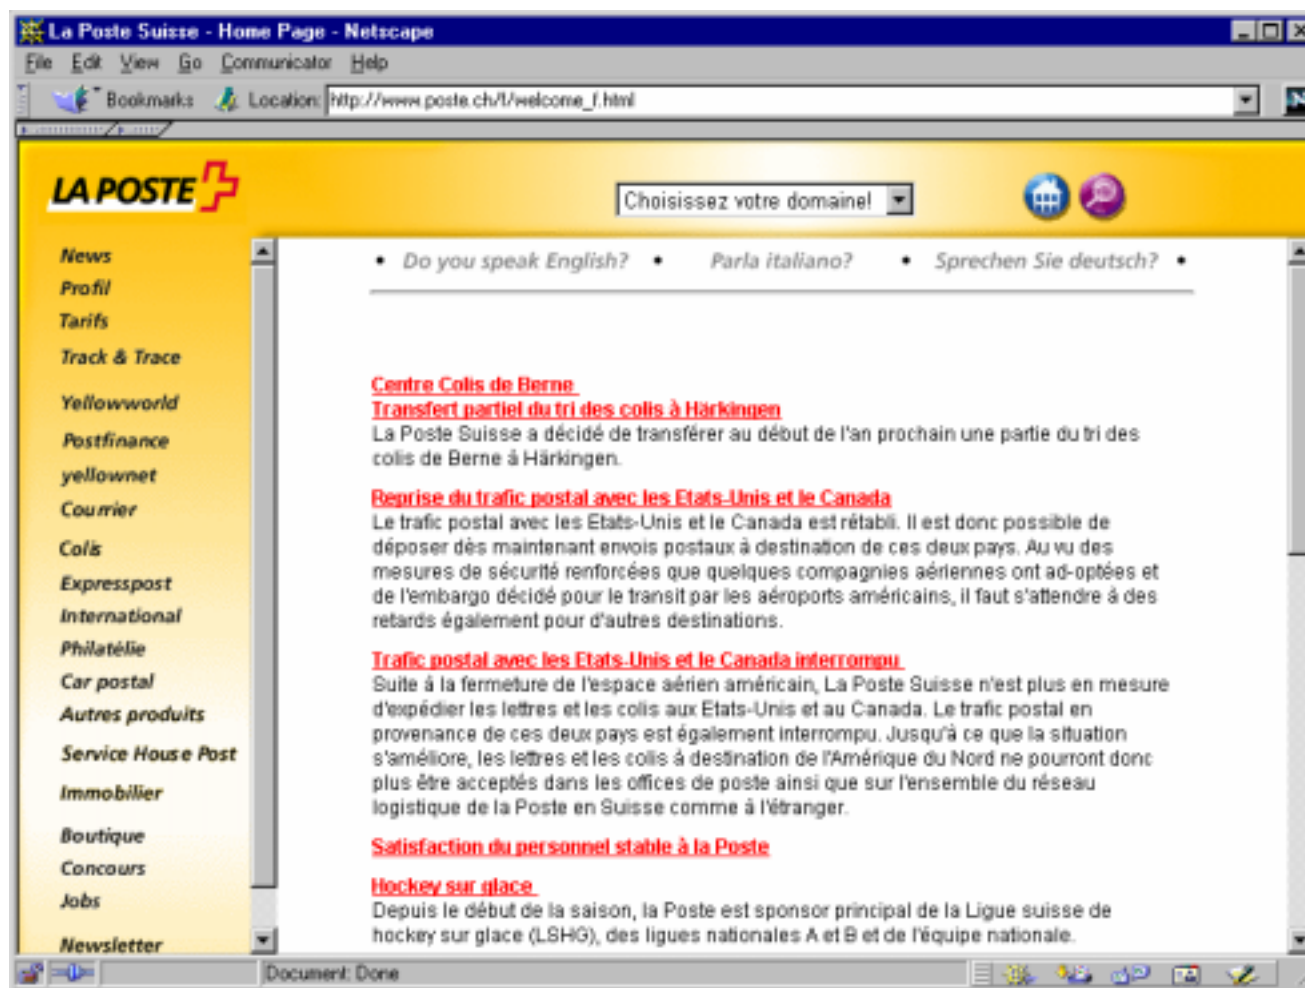 La Poste Suisse - Home Page - Netscape
File Edit View Go Communicator Help
Bookmarks Location: http://www.poste.ch/f/welcome_f.html
LA POSTE
Choisissez votre domaine!
News
Profil
Tarifs
Track & Trace
Yellowworld
Postfinance
yellownet
Courrier
Colis
Expresspost
International
Philatélie
Car postal
Autres produits
Service House Post
Immobilier
Boutique
Concours
Jobs
Newsletter
• Do you speak English? • Parla italiano? • Sprechen Sie deutsch? •
Centre Colis de Berne
Transfert partiel du tri des colis à Härkingen
La Poste Suisse a décidé de transférer au début de l'an prochain une partie du tri des
colis de Berne à Härkingen.
Reprise du trafic postal avec les Etats-Unis et le Canada
Le trafic postal avec les Etats-Unis et le Canada est rétabli. Il est donc possible de
déposer dès maintenant envois postaux à destination de ces deux pays. Au vu des
mesures de sécurité renforcées que quelques compagnies aériennes ont ad-optées et
de l'embargo décidé pour le transit par les aéroports américains, il faut s'attendre à des
retards également pour d'autres destinations.
Trafic postal avec les Etats-Unis et le Canada interrompu
Suite à la fermeture de l'espace aérien américain, La Poste Suisse n'est plus en mesure
d'expédier les lettres et les colis aux Etats-Unis et au Canada. Le trafic postal en
provenance de ces deux pays est également interrompu. Jusqu'à ce que la situation
s'améliore, les lettres et les colis à destination de l'Amérique du Nord ne pourront donc
plus être acceptés dans les offices de poste ainsi que sur l'ensemble du réseau
logistique de la Poste en Suisse comme à l'étranger.
Satisfaction du personnel stable à la Poste
Hockey sur glace
Depuis le début de la saison, la Poste est sponsor principal de la Ligue suisse de
hockey sur glace (LSHG), des ligues nationales A et B et de l'équipe nationale.
Document: Done